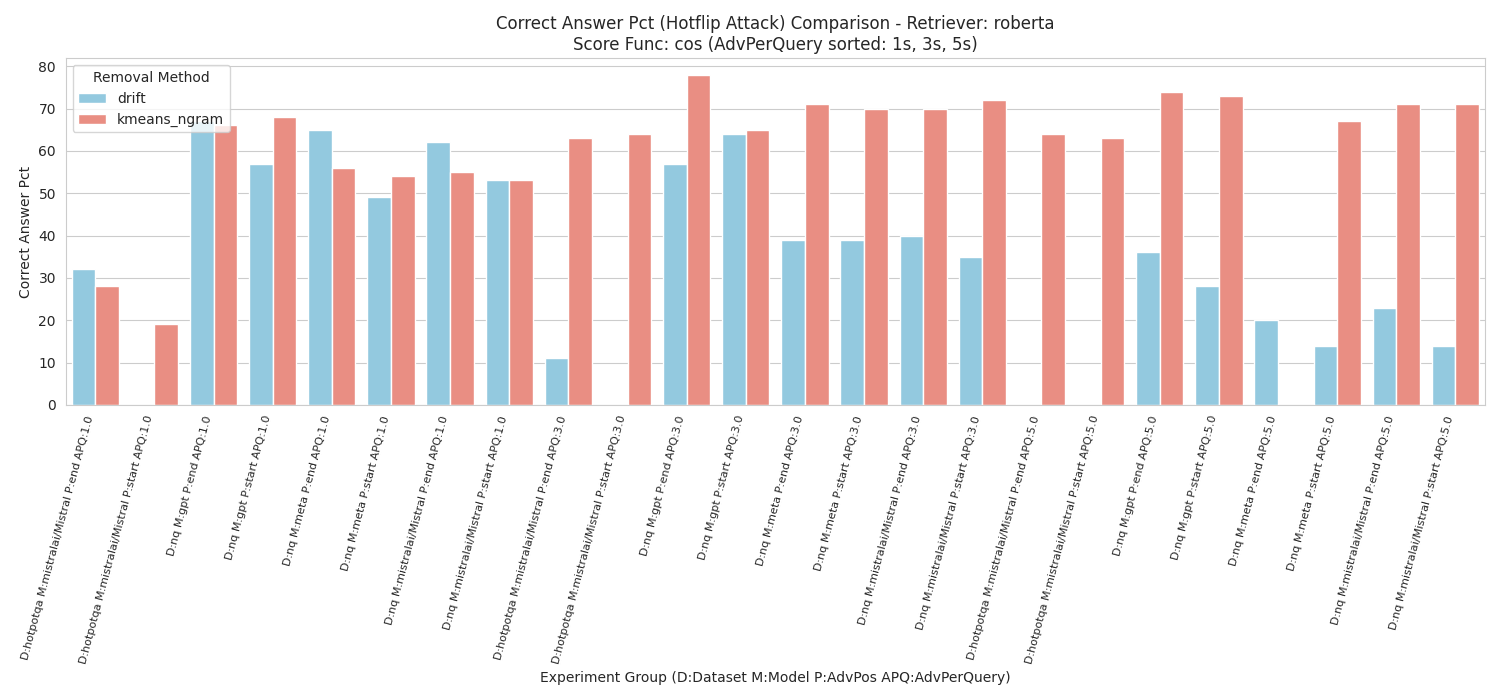 Correct Answer Pct (Hotflip Attack) Comparison - Retriever: roberta
Score Func: cos (AdvPerQuery sorted: 1s, 3s, 5s)
Removal Method
drift
kmeans_ngram
Correct Answer Pct
80
70
60
50
40
30
20
10
0
D:hotpotqa M:mistralai/Mistral P:end APQ:1.0
D:hotpotqa M:mistralai/Mistral P:start APQ:1.0
D:nq M:gpt P:end APQ:1.0
D:nq M:gpt P:start APQ:1.0
D:nq M:meta P:end APQ:1.0
D:nq M:meta P:start APQ:1.0
D:nq M:mistralai/Mistral P:end APQ:1.0
D:nq M:mistralai/Mistral P:start APQ:1.0
D:hotpotqa M:mistralai/Mistral P:end APQ:3.0
D:hotpotqa M:mistralai/Mistral P:start APQ:3.0
D:nq M:gpt P:end APQ:3.0
D:nq M:gpt P:start APQ:3.0
D:nq M:meta P:end APQ:3.0
D:nq M:meta P:start APQ:3.0
D:nq M:mistralai/Mistral P:end APQ:3.0
D:nq M:mistralai/Mistral P:start APQ:3.0
D:hotpotqa M:mistralai/Mistral P:end APQ:5.0
D:hotpotqa M:mistralai/Mistral P:start APQ:5.0
D:nq M:gpt P:end APQ:5.0
D:nq M:gpt P:start APQ:5.0
D:nq M:meta P:end APQ:5.0
D:nq M:meta P:start APQ:5.0
D:nq M:mistralai/Mistral P:end APQ:5.0
D:nq M:mistralai/Mistral P:start APQ:5.0
Experiment Group (D:Dataset M:Model P:AdvPos APQ:AdvPerQuery)